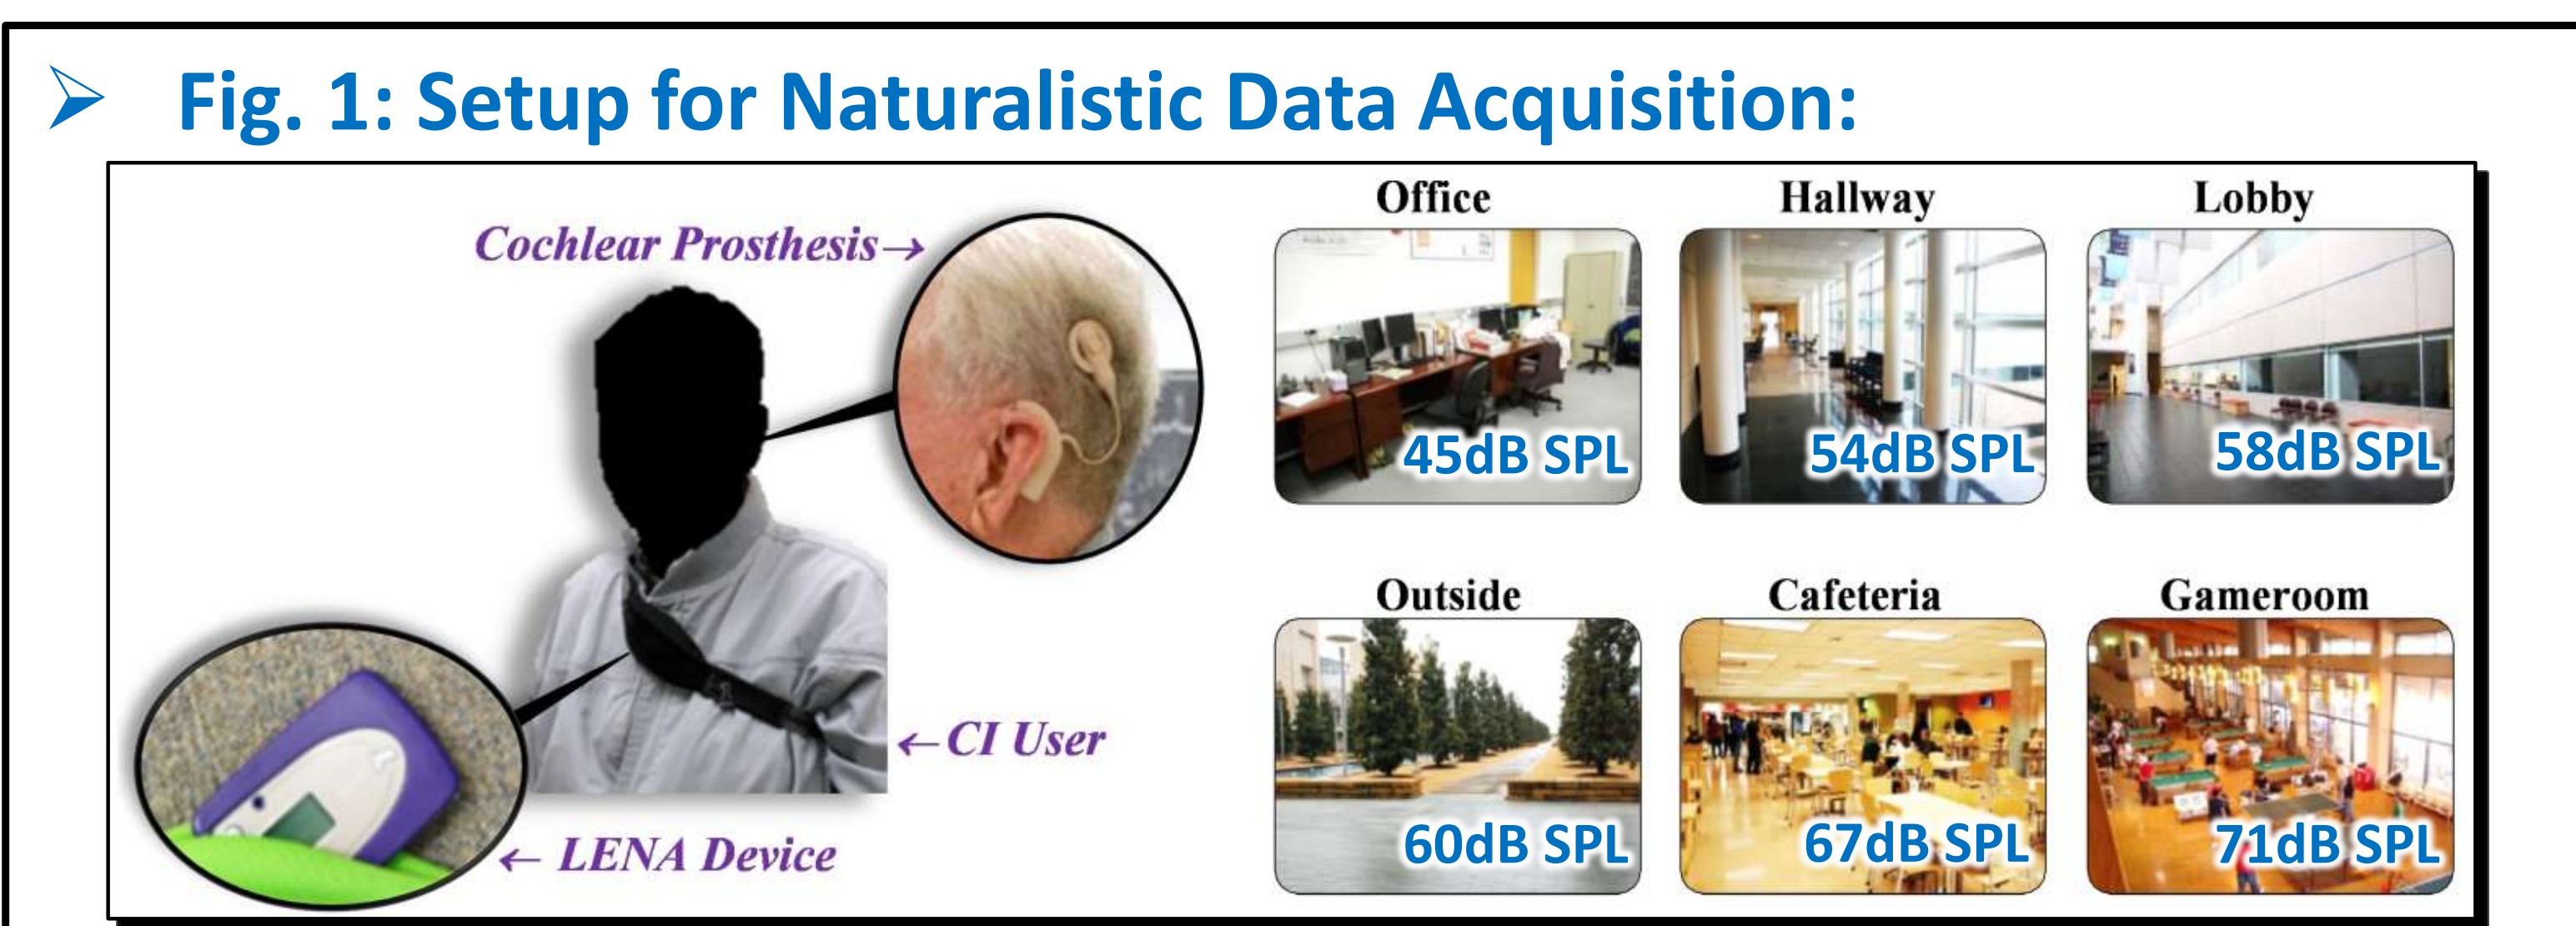 ➢ Fig. 1: Setup for Naturalistic Data Acquisition:
Cochlear Prosthesis→
←CI User
← LENA Device
Office
Hallway
Lobby
45dB SPL
54dB SPL
58dB SPL
Outside
Cafeteria
Gameroom
60dB SPL
67dB SPL
71dB SPL